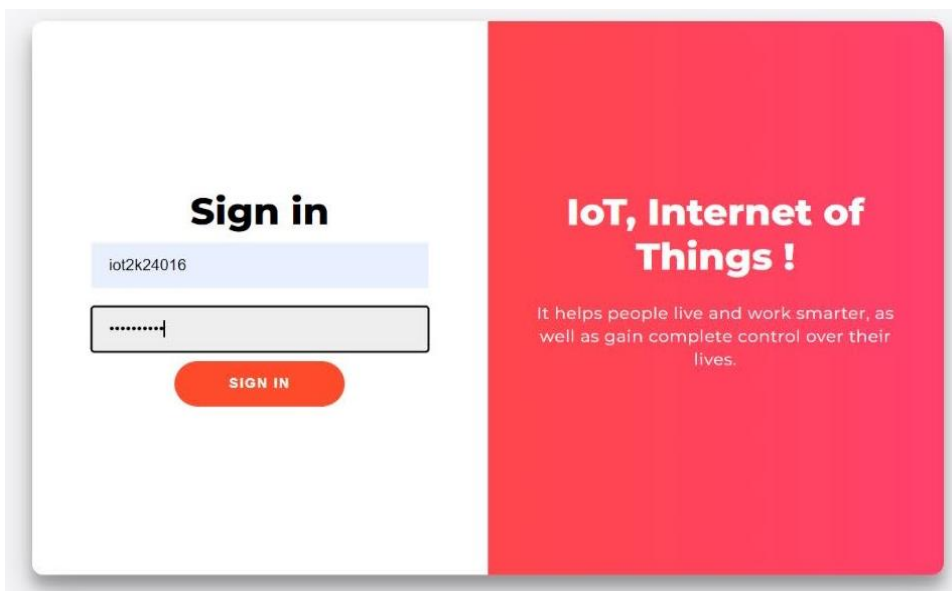 Sign in
iot2k24016
••••••••••
SIGN IN
IoT, Internet of
Things !
It helps people live and work smarter, as
well as gain complete control over their
lives.